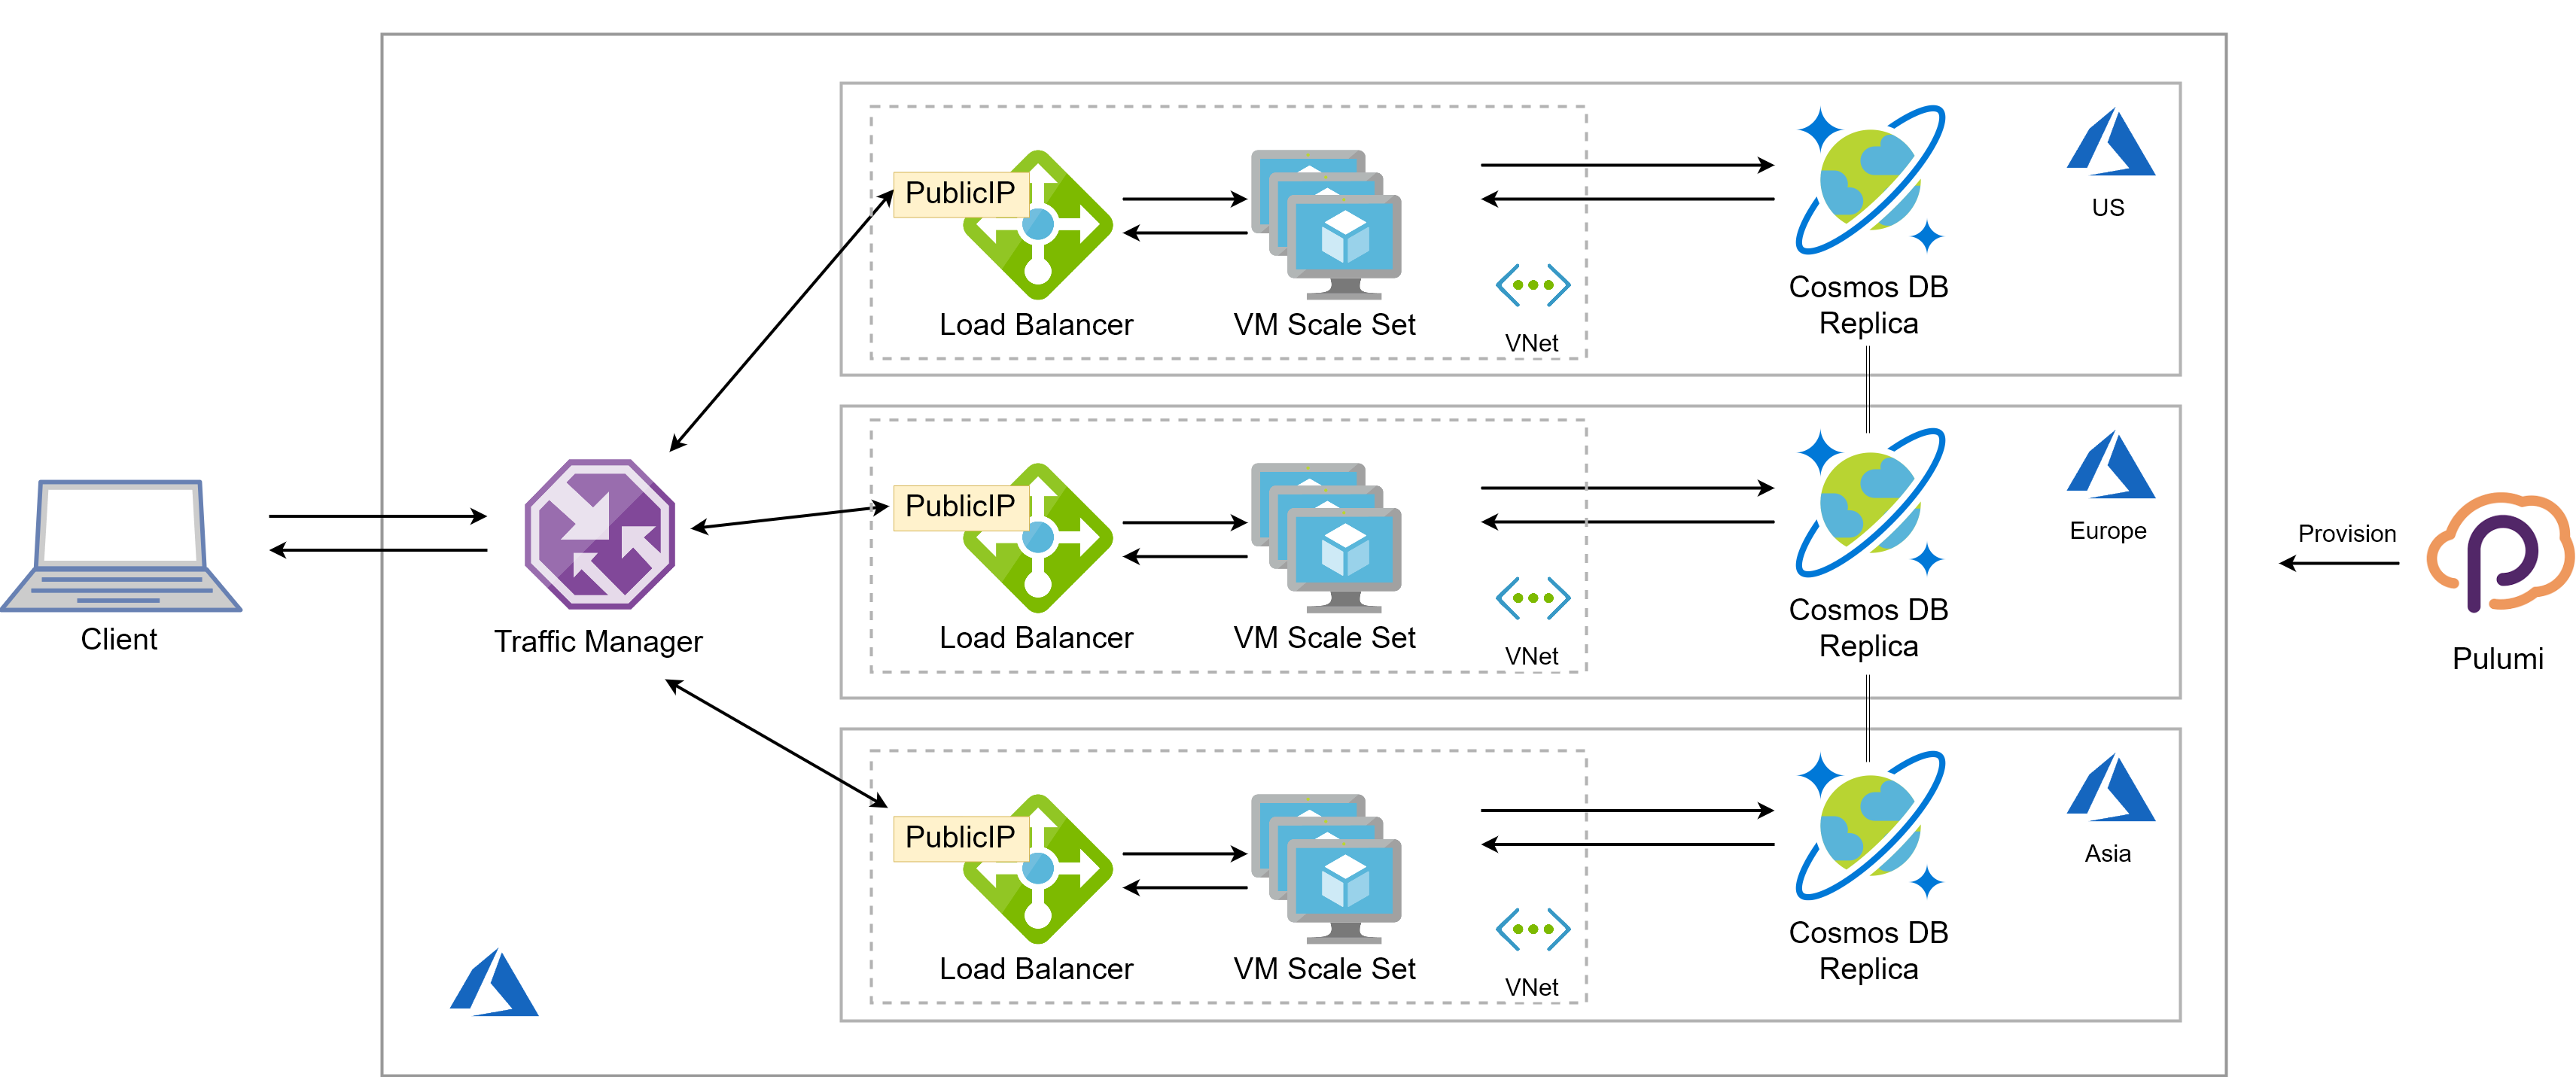 PublicIP
Load Balancer
VM Scale Set
VNet
Cosmos DB
Replica
US
PublicIP
Load Balancer
VM Scale Set
VNet
Cosmos DB
Replica
Europe
Client
Traffic Manager
Provision
Pulumi
PublicIP
Load Balancer
VM Scale Set
VNet
Cosmos DB
Replica
Asia